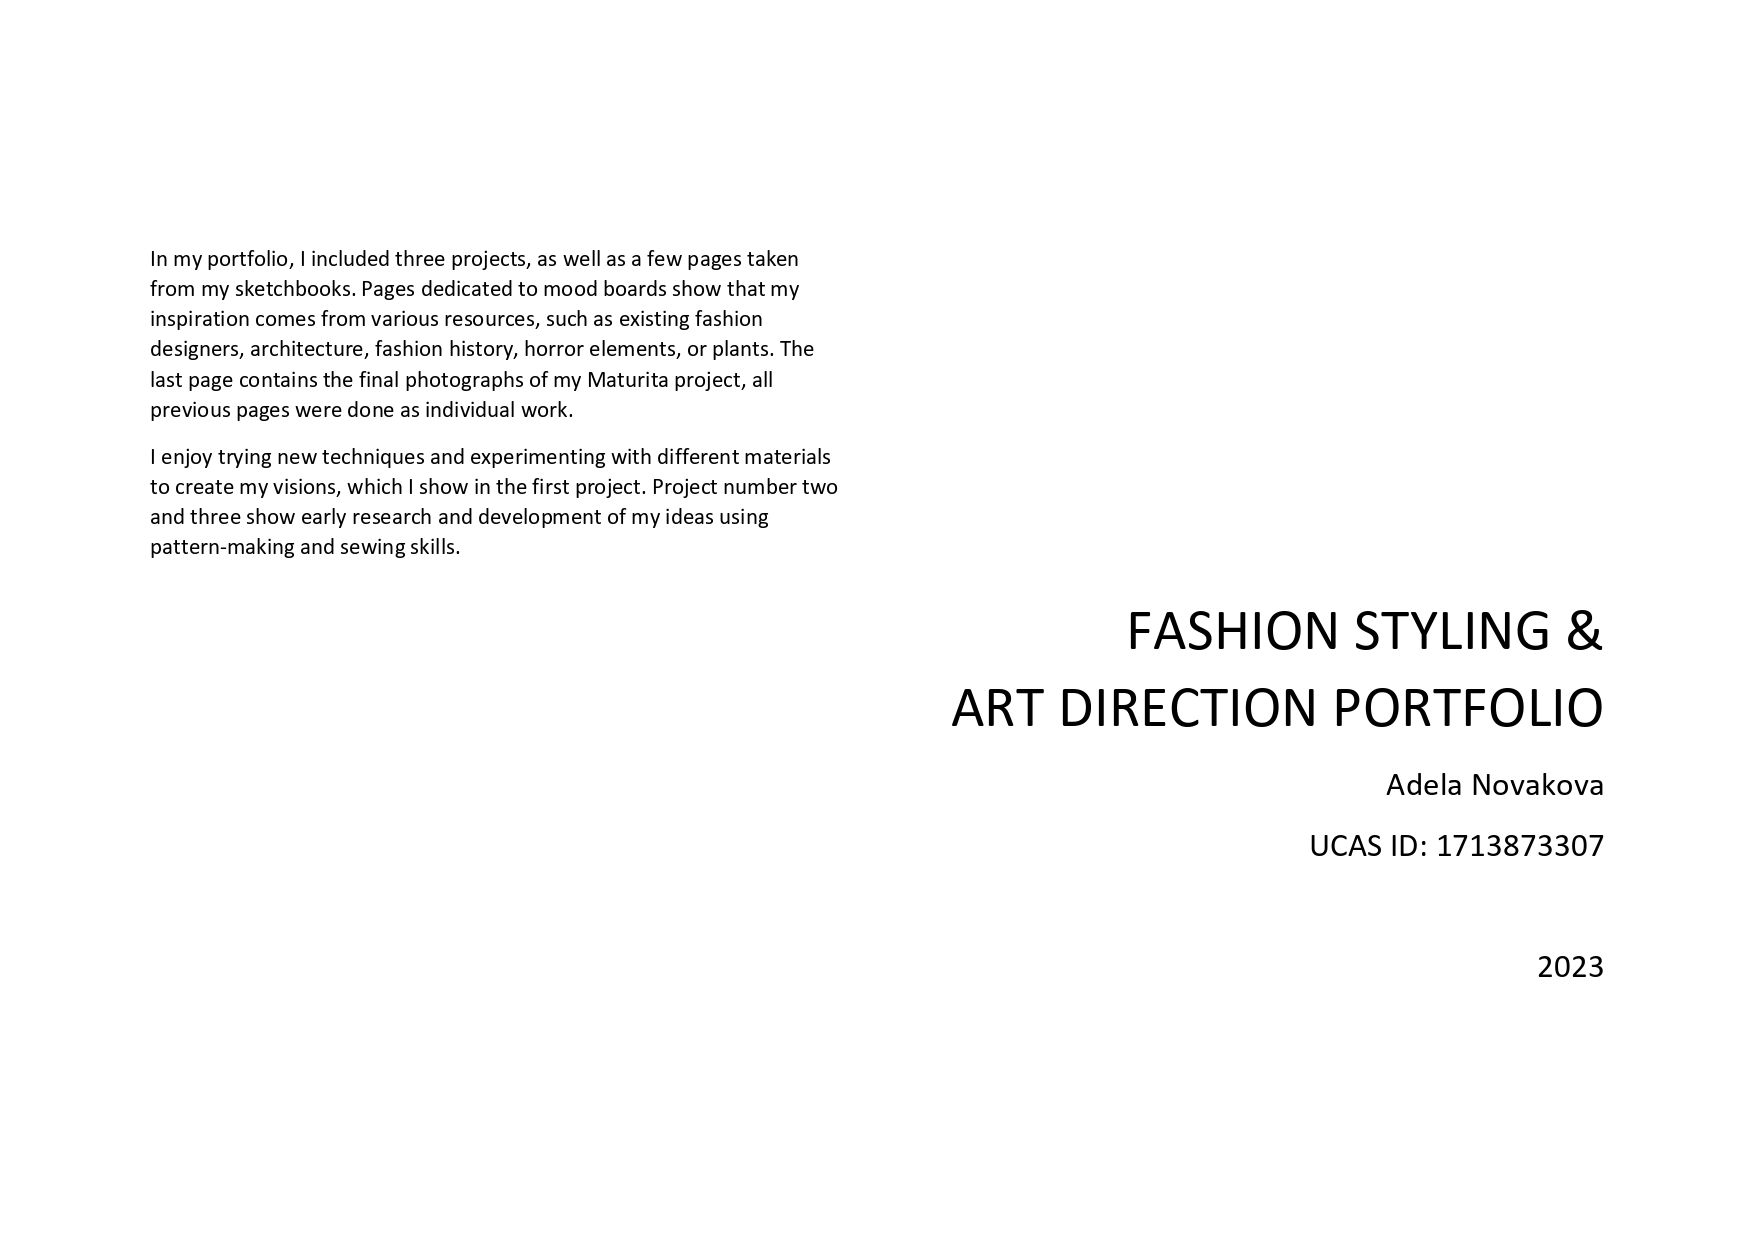 In my portfolio, I included three projects, as well as a few pages taken
from my sketchbooks. Pages dedicated to mood boards show that my
inspiration comes from various resources, such as existing fashion
designers, architecture, fashion history, horror elements, or plants. The
last page contains the final photographs of my Maturita project, all
previous pages were done as individual work.
I enjoy trying new techniques and experimenting with different materials
to create my visions, which I show in the first project. Project number two
and three show early research and development of my ideas using
pattern-making and sewing skills.
FASHION STYLING &
ART DIRECTION PORTFOLIO
Adela Novakova
UCAS ID: 1713873307
2023